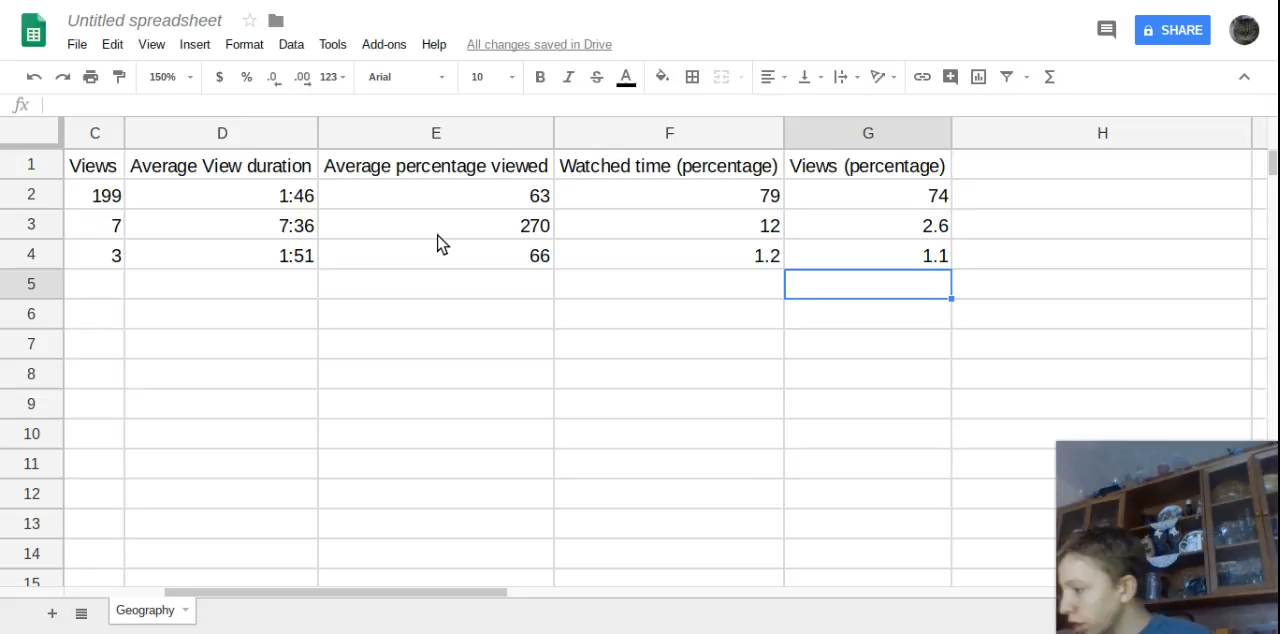 Untitled spreadsheet
File Edit View Insert Format Data Tools Add-ons Help All changes saved in Drive
SHARE
150% $ % .0 .00 123 Arial 10 B I S A Σ
fx
C D E F G H
1 Views Average View duration Average percentage viewed Watched time (percentage) Views (percentage)
2 199 1:46 63 79 74
3 7 7:36 270 12 2.6
4 3 1:51 66 1.2 1.1
5
6
7
8
9
10
11
12
13
14
15
+ Geography